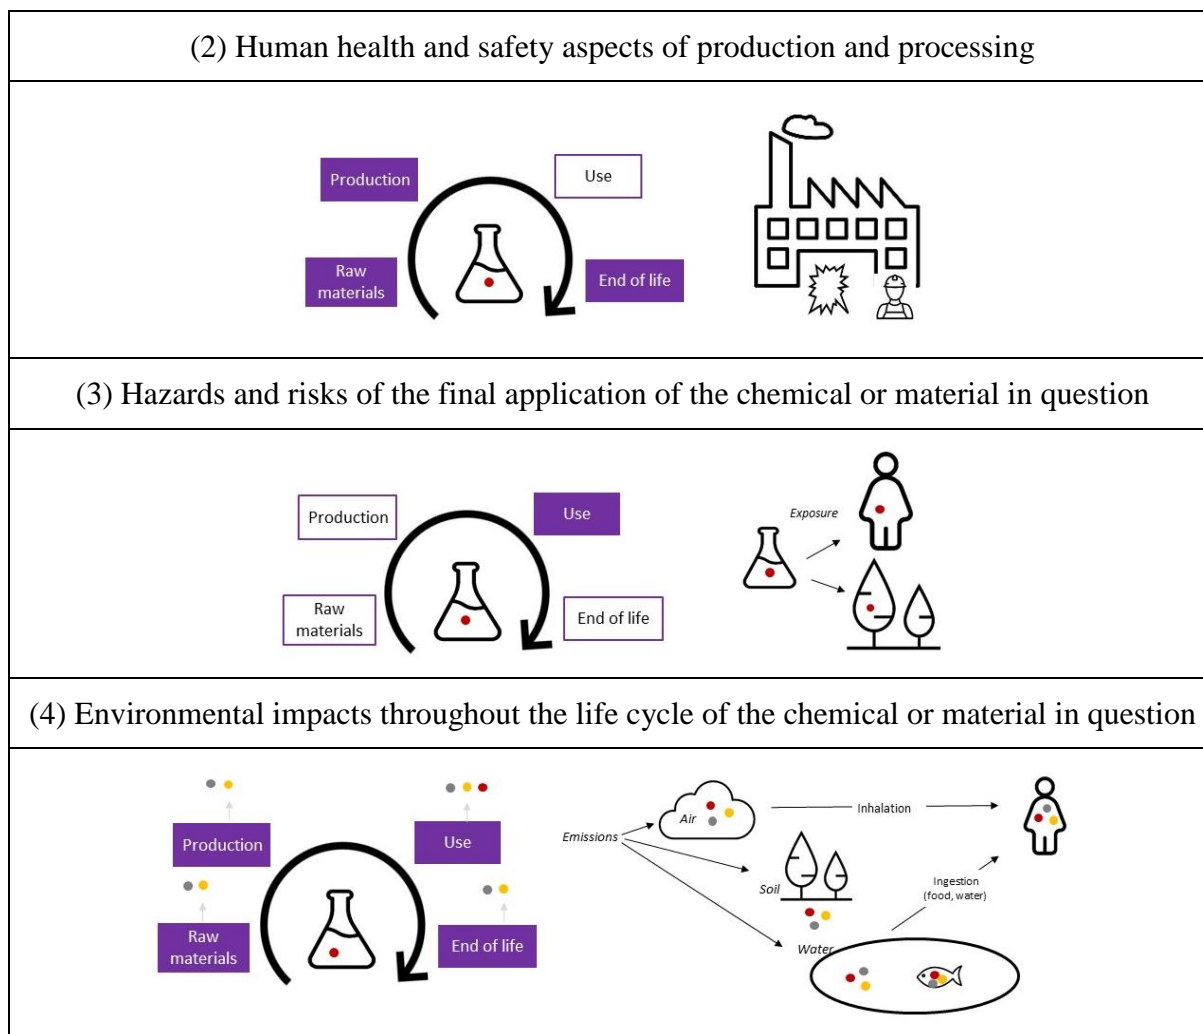 (2) Human health and safety aspects of production and processing
Production
Use
Raw
materials
End of life
(3) Hazards and risks of the final application of the chemical or material in question
Production
Use
Raw
materials
End of life
Exposure
(4) Environmental impacts throughout the life cycle of the chemical or material in question
Production
Use
Raw
materials
End of life
Emissions
Air
Inhalation
Soil
Ingestion
(food, water)
Water